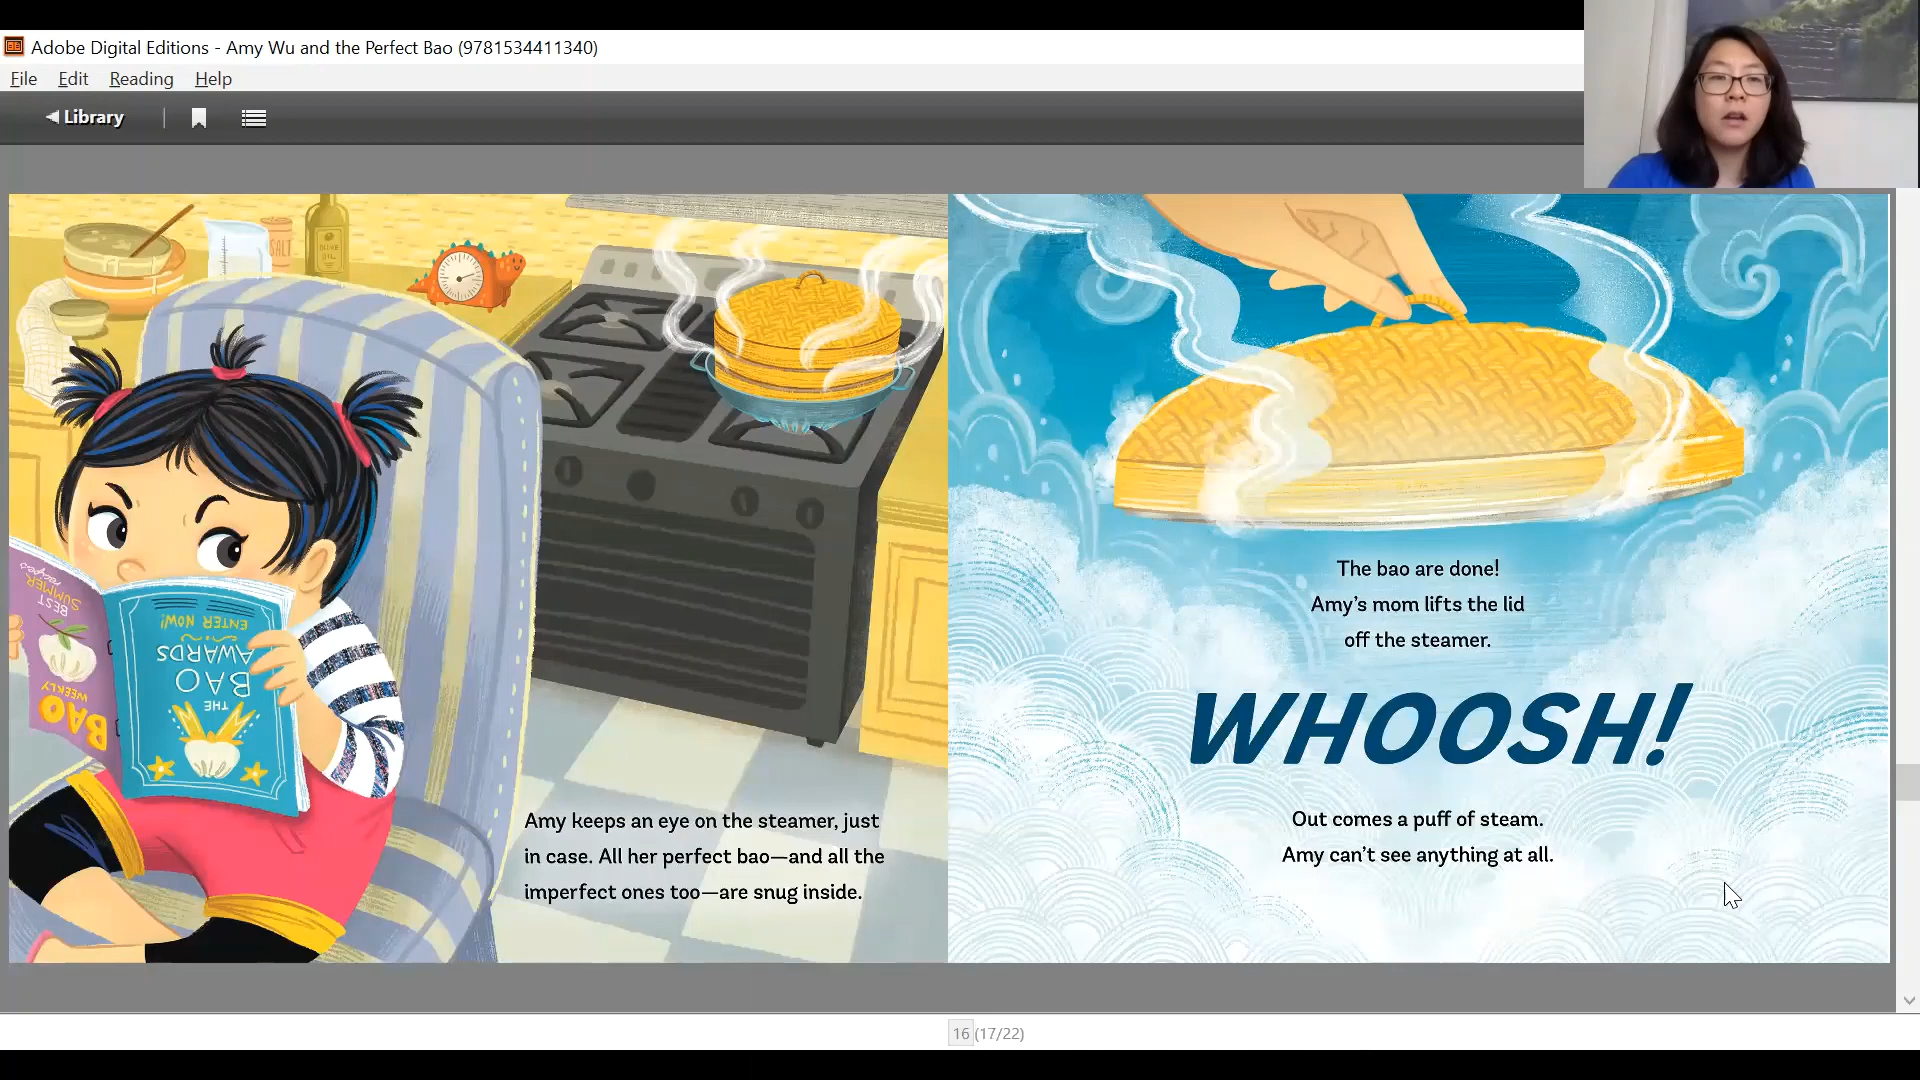 Adobe Digital Editions - Amy Wu and the Perfect Bao (9781534411340)
File Edit Reading Help
Library
SALT
OLIVE
OIL
BEST
SUMMER
recipes
BAO
WEEKLY
THE
BAO
AWARDS
ENTER NOW!
Amy keeps an eye on the steamer, just
in case. All her perfect bao—and all the
imperfect ones too—are snug inside.
The bao are done!
Amy’s mom lifts the lid
off the steamer.
WHOOSH!
Out comes a puff of steam.
Amy can’t see anything at all.
16 (17/22)